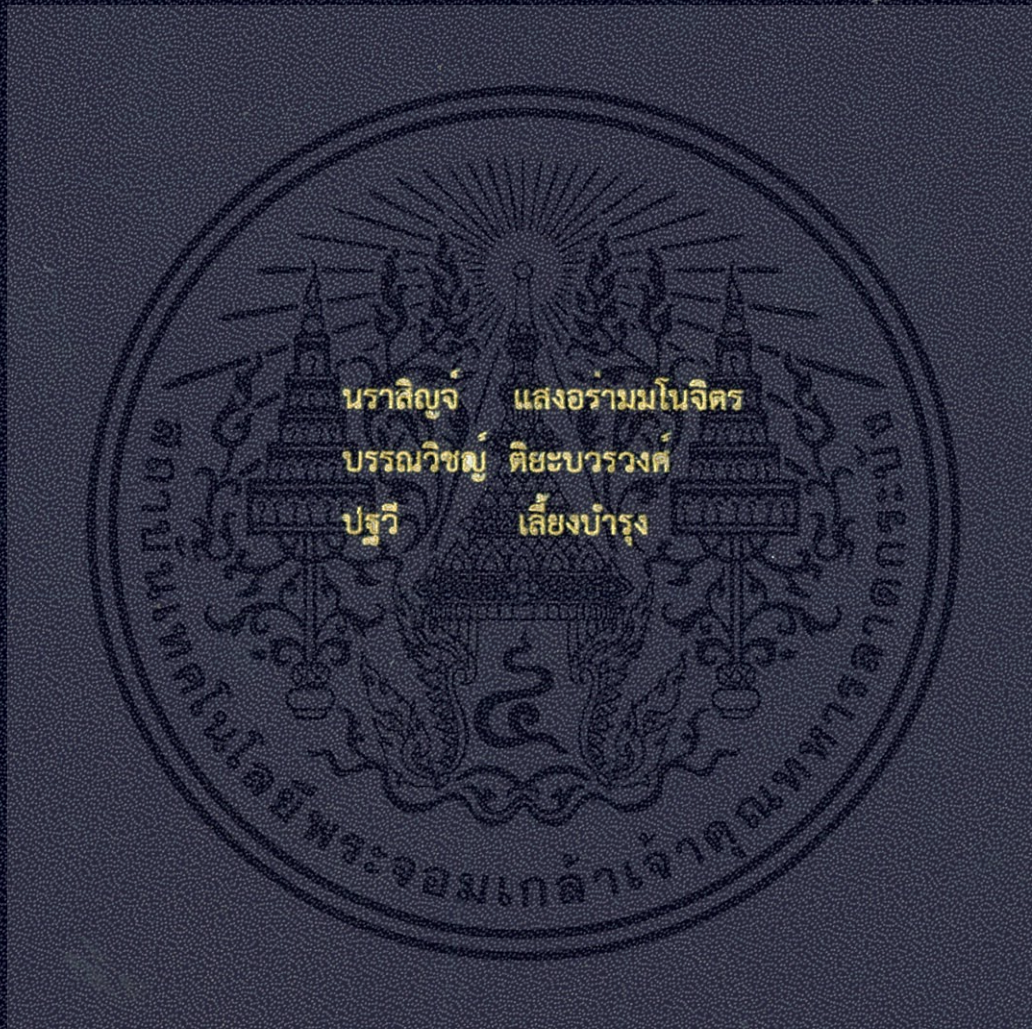 นราสิญจ์ แสงอร่ามมโนจิตร
บรรณวิชญ์ ติยะบวรวงศ์
ปฐวี เลี้ยงบำรุง
สถาบันเทคโนโลยีพระจอมเกล้าเจ้าคุณทหารลาดกระบัง
๔